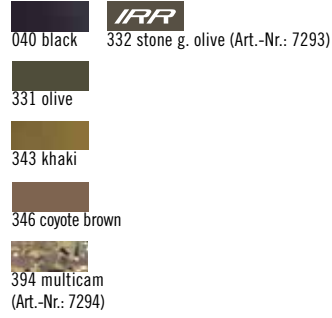 IRR
040 black
332 stone g. olive (Art.-Nr.: 7293)
331 olive
343 khaki
346 coyote brown
394 multicam
(Art.-Nr.: 7294)